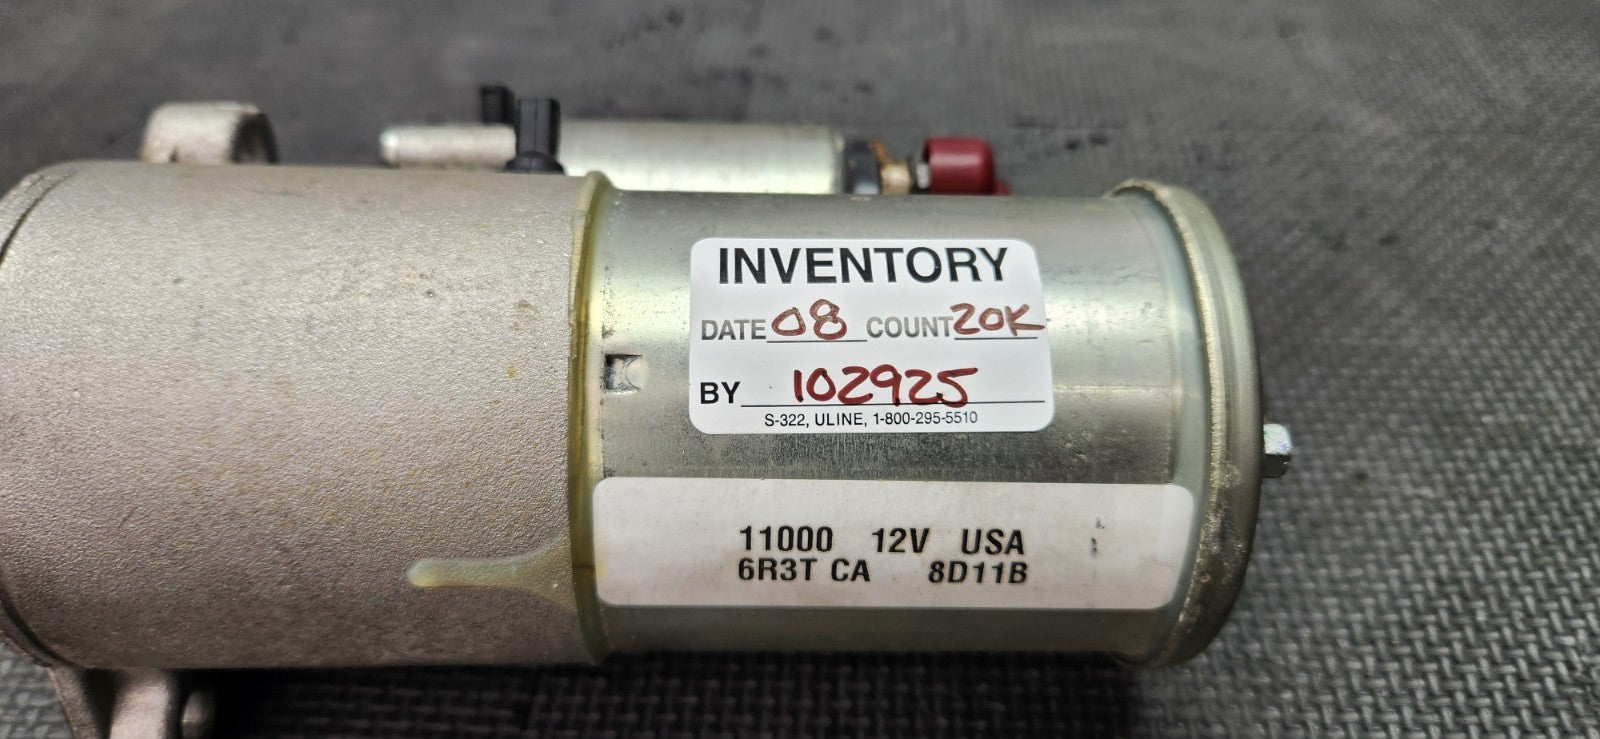 INVENTORY
DATE 08 COUNT 20K
BY 102925
S-322, ULINE, 1-800-295-5510
11000 12V USA
6R3T CA 8D11B